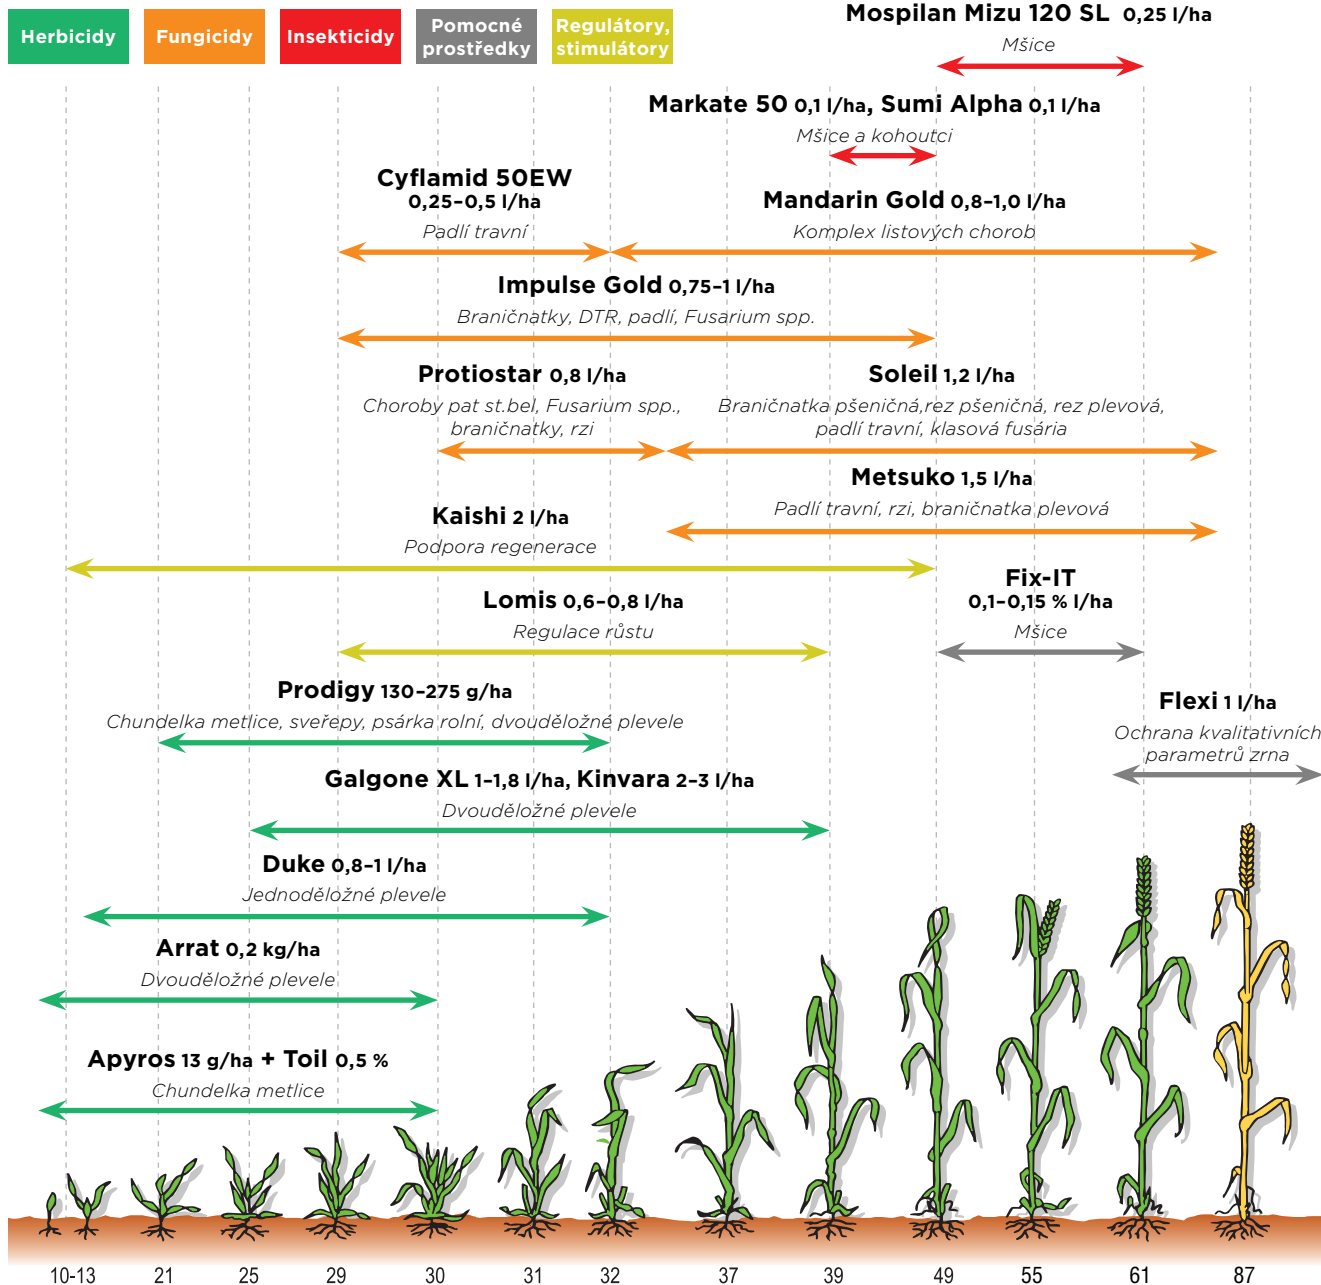 Herbicidy
Fungicidy
Insekticidy
Pomocné
prostředky
Regulátory,
stimulátory
Mospilan Mizu 120 SL 0,25 l/ha
Mšice
Markate 50 0,1 l/ha, Sumi Alpha 0,1 l/ha
Mšice a kohoutci
Cyflamid 50EW
0,25–0,5 l/ha
Padlí travní
Mandarin Gold 0,8–1,0 l/ha
Komplex listových chorob
Impulse Gold 0,75–1 l/ha
Braničnatky, DTR, padlí, Fusarium spp.
Protiostar 0,8 l/ha
Choroby pat st.bel, Fusarium spp.,
braničnatky, rzi
Soleil 1,2 l/ha
Braničnatka pšeničná,rez pšeničná, rez plevová,
padlí travní, klasová fusária
Metsuko 1,5 l/ha
Padlí travní, rzi, braničnatka plevová
Kaishi 2 l/ha
Podpora regenerace
Fix-IT
0,1–0,15 % l/ha
Mšice
Lomis 0,6–0,8 l/ha
Regulace růstu
Prodigy 130–275 g/ha
Chundelka metlice, sveřepy, psárka rolní, dvouděložné plevele
Flexi 1 l/ha
Ochrana kvalitativních
parametrů zrna
Galgone XL 1–1,8 l/ha, Kinvara 2–3 l/ha
Dvouděložné plevele
Duke 0,8–1 l/ha
Jednoděložné plevele
Arrat 0,2 kg/ha
Dvouděložné plevele
Apyros 13 g/ha + Toil 0,5 %
Chundelka metlice
10-13 21 25 29 30 31 32 37 39 49 55 61 87